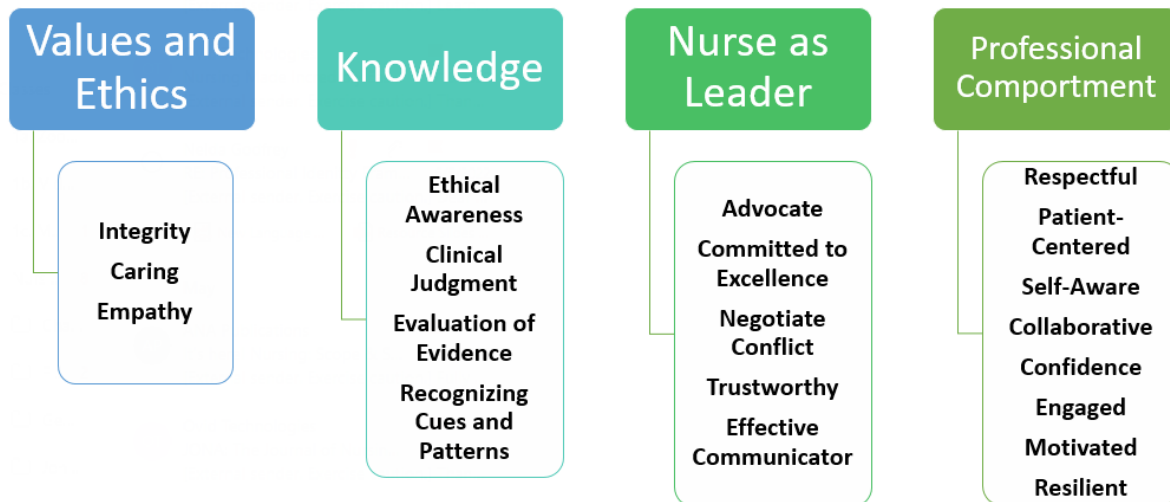 Values and
Ethics
Integrity
Caring
Empathy
Knowledge
Ethical
Awareness
Clinical
Judgment
Evaluation of
Evidence
Recognizing
Cues and
Patterns
Nurse as
Leader
Advocate
Committed to
Excellence
Negotiate
Conflict
Trustworthy
Effective
Communicator
Professional
Comportment
Respectful
Patient-
Centered
Self-Aware
Collaborative
Confidence
Engaged
Motivated
Resilient